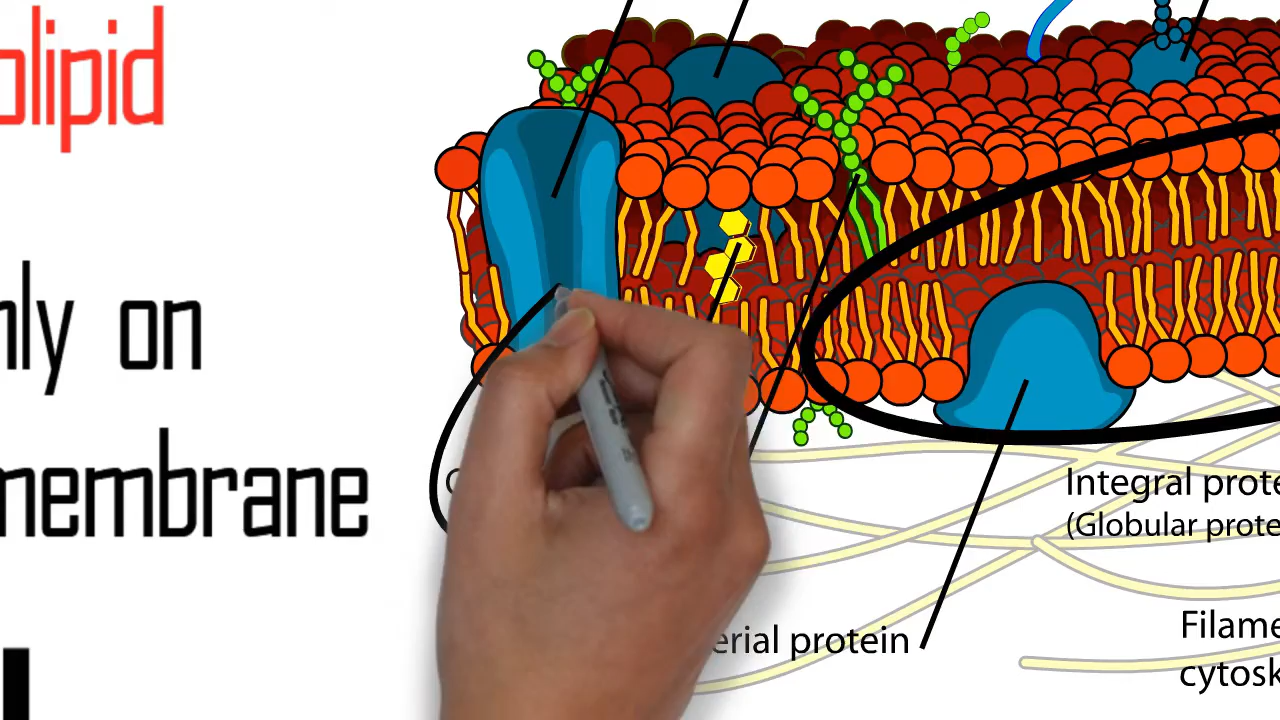 olipid
nly on
membrane
Integral prote
(Globular prote
erial protein
Filame
cytosk